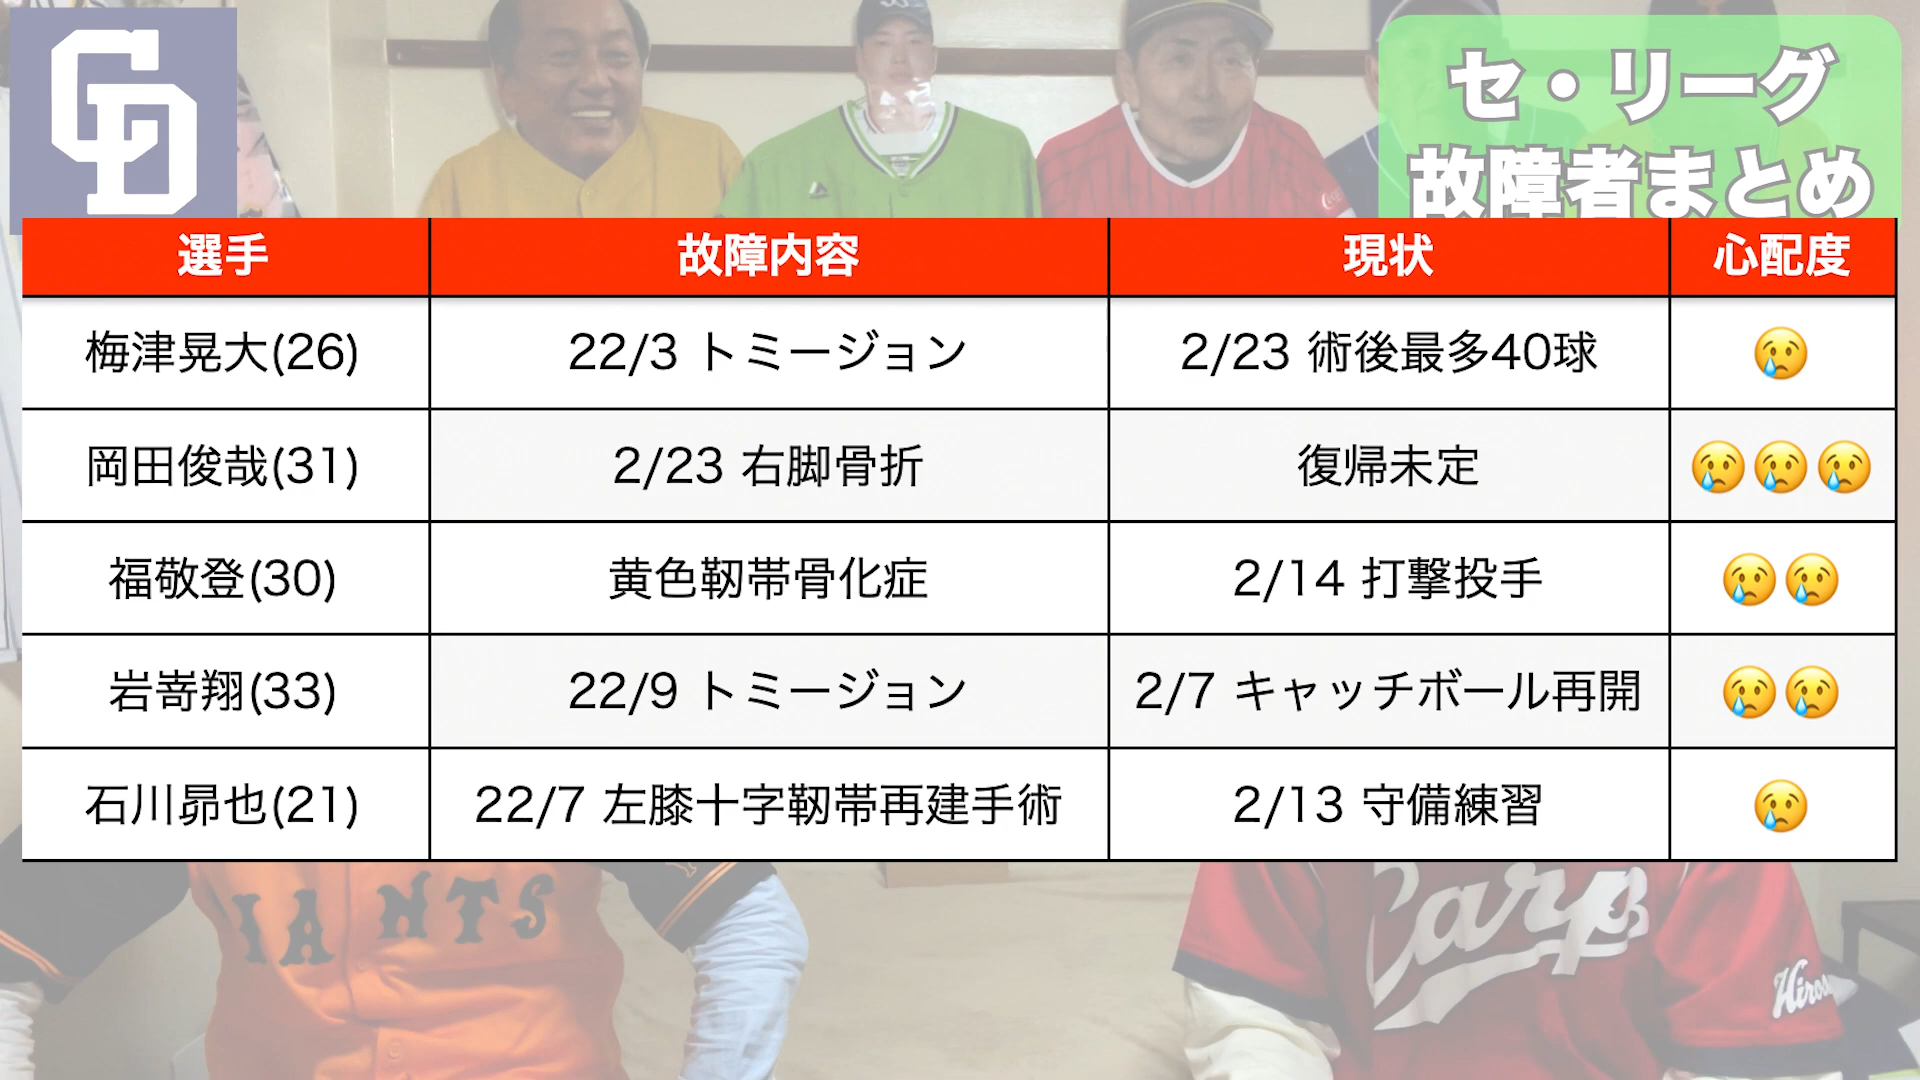 CD
セ・リーグ
故障者まとめ
選手 故障内容 現状 心配度
梅津晃大(26) 22/3 トミージョン 2/23 術後最多40球 😢
岡田俊哉(31) 2/23 右脚骨折 復帰未定 😢😢😢
福敬登(30) 黄色靭帯骨化症 2/14 打撃投手 😢😢
岩嵜翔(33) 22/9 トミージョン 2/7 キャッチボール再開 😢😢
石川昂也(21) 22/7 左膝十字靭帯再建手術 2/13 守備練習 😢
IANTS
Carp